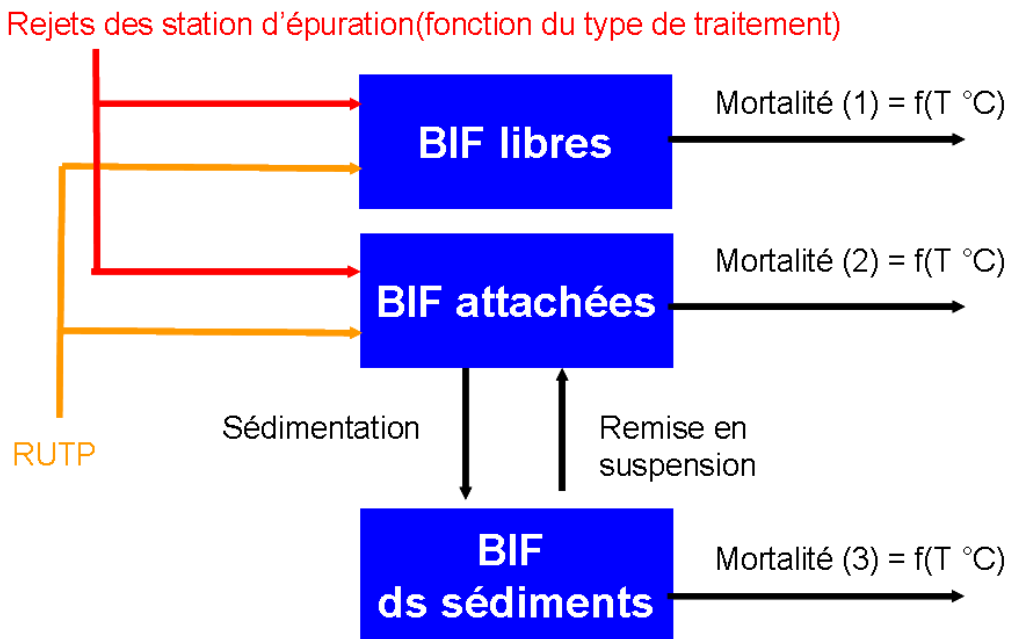 Rejets des station d'épuration(fonction du type de traitement)
BIF libres
Mortalité (1) = f(T °C)
BIF attachées
Mortalité (2) = f(T °C)
RUTP
Sédimentation
Remise en
suspension
BIF
ds sédiments
Mortalité (3) = f(T °C)